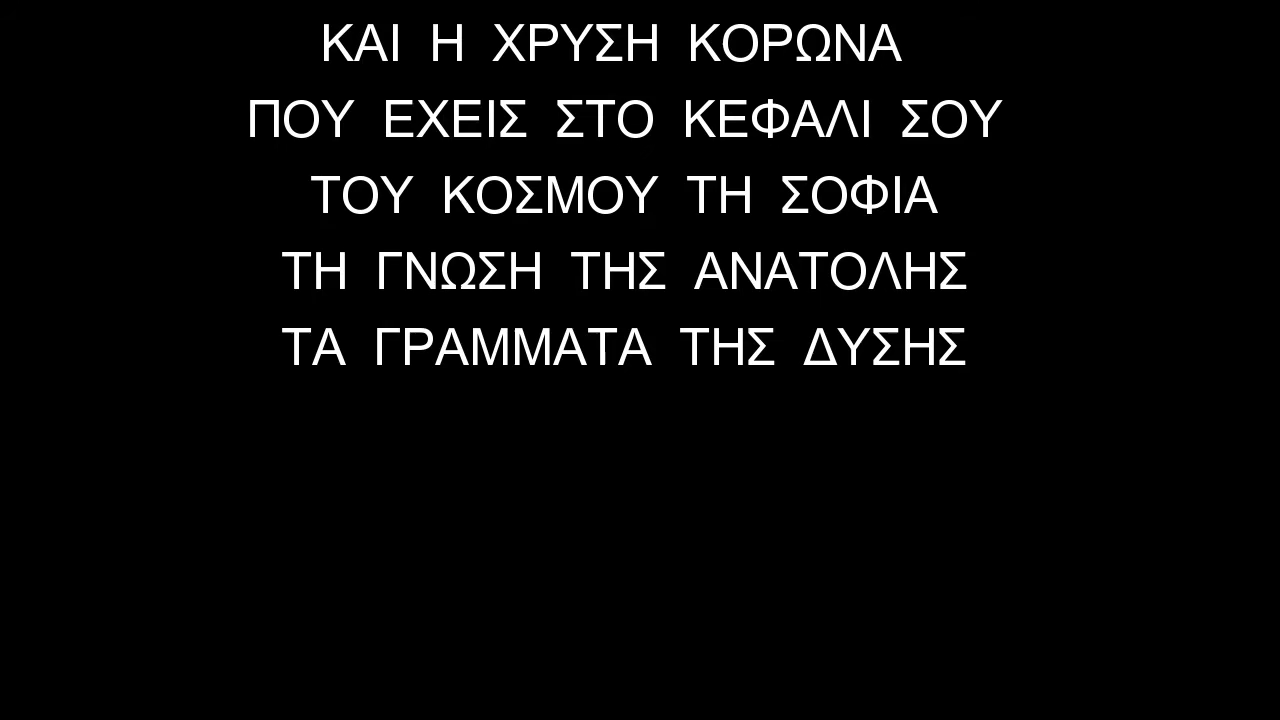 ΚΑΙ Η ΧΡΥΣΗ ΚΟΡΩΝΑ
ΠΟΥ ΕΧΕΙΣ ΣΤΟ ΚΕΦΑΛΙ ΣΟΥ
ΤΟΥ ΚΟΣΜΟΥ ΤΗ ΣΟΦΙΑ
ΤΗ ΓΝΩΣΗ ΤΗΣ ΑΝΑΤΟΛΗΣ
ΤΑ ΓΡΑΜΜΑΤΑ ΤΗΣ ΔΥΣΗΣ